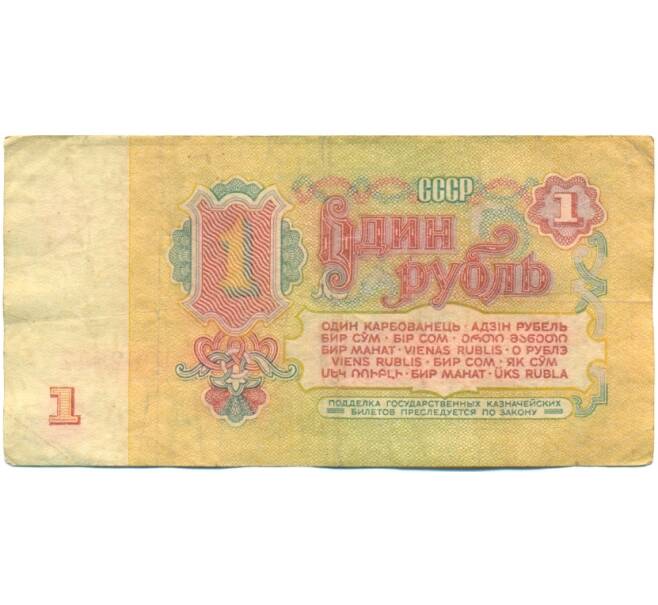 СССР
1
1
Один
рубль
ОДИН КАРБОВАНЕЦЬ · АДЗІН РУБЕЛЬ
БИР СЎМ · БІР СОМ · ᲔᲠᲗᲘ ᲛᲐᲜᲔᲗᲘ
БИР МАНАТ · VIENAS RUBLIS · О РУБЛЭ
VIENS RUBLIS · БИР СОМ · ЯК СЎМ
ՄԵԿ ՌՈՒԲԼԻ · БИР МАНАТ · ÜKS RUBLA
ПОДДЕЛКА ГОСУДАРСТВЕННЫХ КАЗНАЧЕЙСКИХ
БИЛЕТОВ ПРЕСЛЕДУЕТСЯ ПО ЗАКОНУ
1